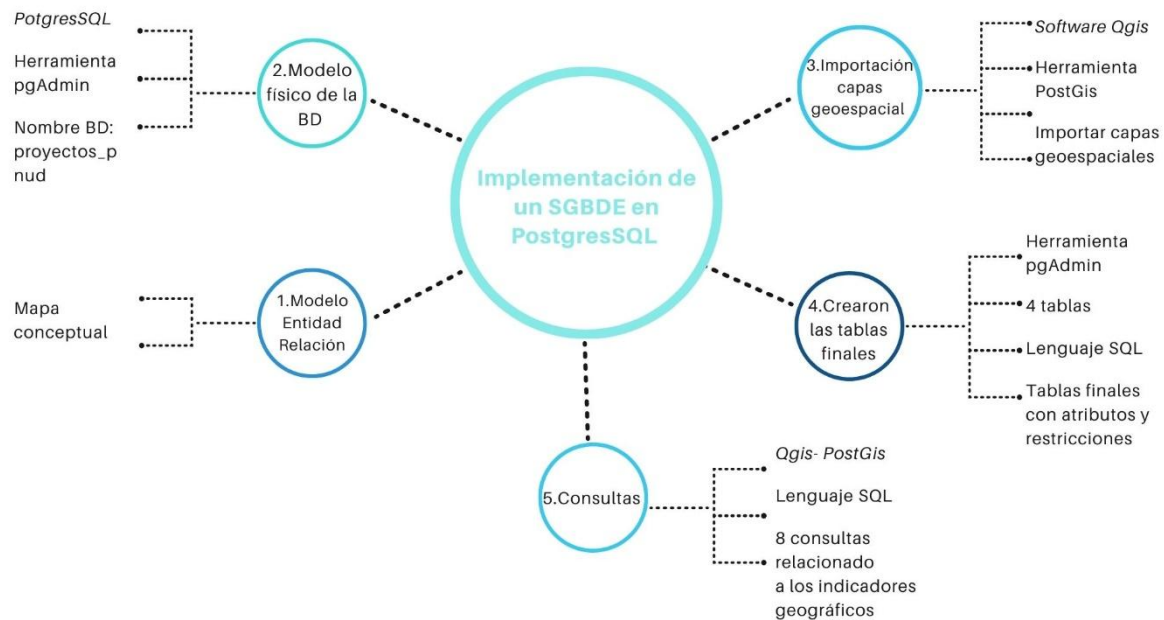 PotgresSQL
Herramienta
pgAdmin
Nombre BD:
proyectos_p
nud
2.Modelo
físico de la
BD
Implementación de
un SGBDE en
PostgresSQL
3.Importación
capas
geoespacial
Software Qgis
Herramienta
PostGis
Importar capas
geoespaciales
Mapa
conceptual
1.Modelo
Entidad
Relación
4.Crearon
las tablas
finales
Herramienta
pgAdmin
4 tablas
Lenguaje SQL
Tablas finales
con atributos y
restricciones
5.Consultas
Qgis- PostGis
Lenguaje SQL
8 consultas
relacionado
a los indicadores
geográficos